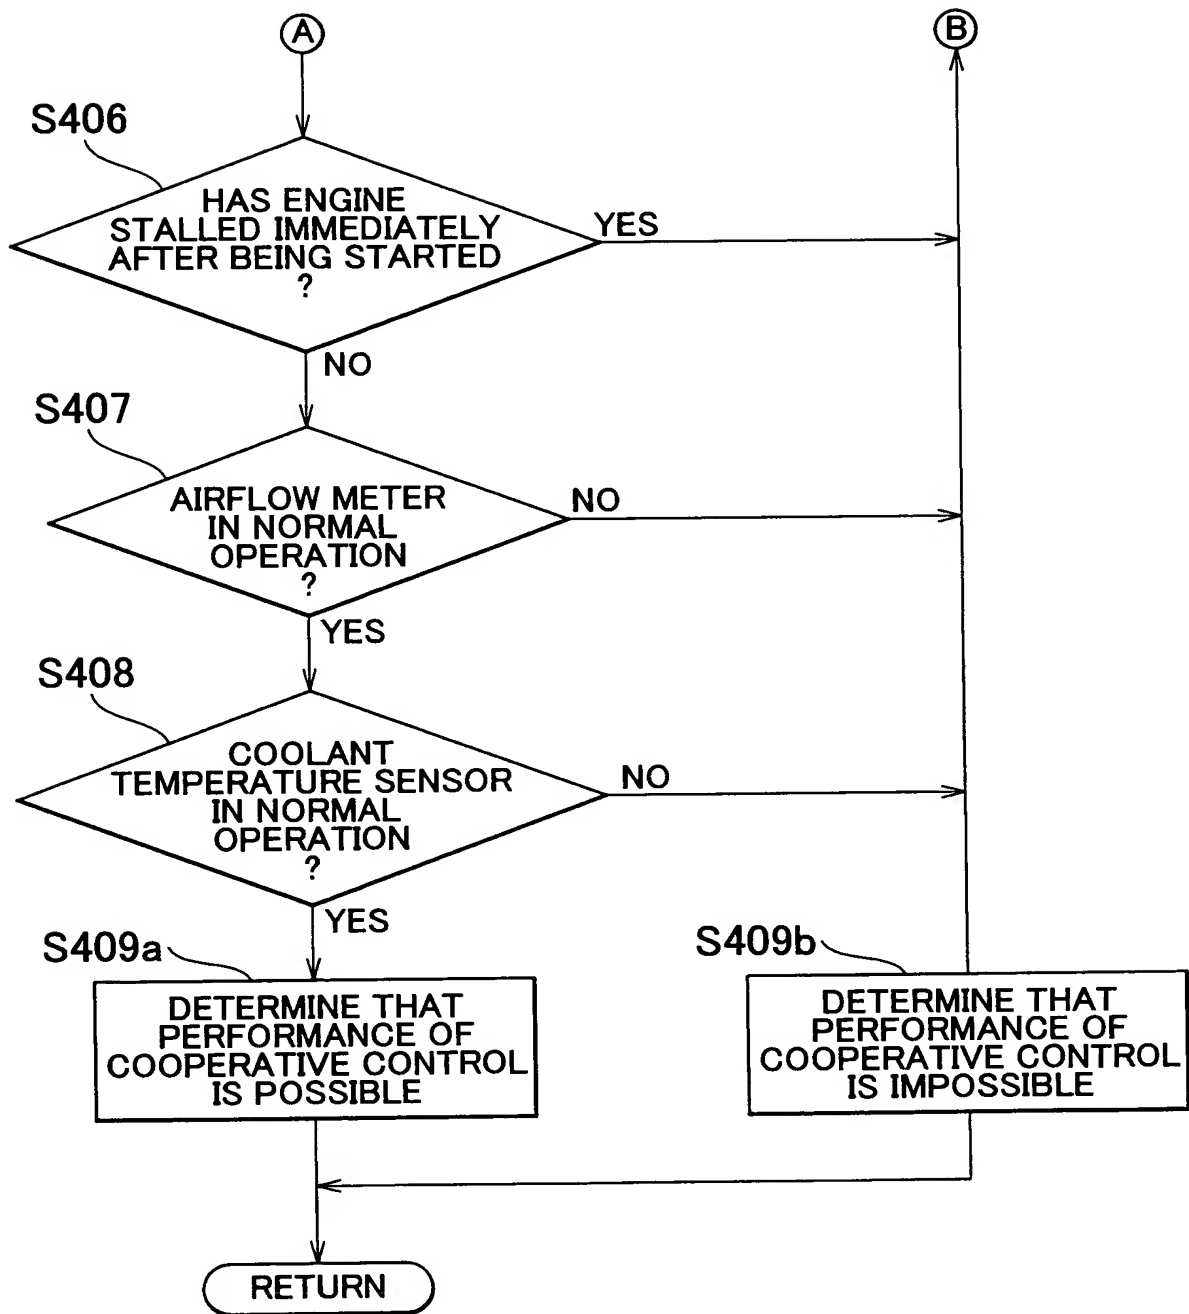 A
B
S406
HAS ENGINE
STALLED IMMEDIATELY
AFTER BEING STARTED
?
YES
NO
S407
AIRFLOW METER
IN NORMAL
OPERATION
?
NO
YES
S408
COOLANT
TEMPERATURE SENSOR
IN NORMAL
OPERATION
?
NO
YES
S409a
DETERMINE THAT
PERFORMANCE OF
COOPERATIVE CONTROL
IS POSSIBLE
S409b
DETERMINE THAT
PERFORMANCE OF
COOPERATIVE CONTROL
IS IMPOSSIBLE
RETURN